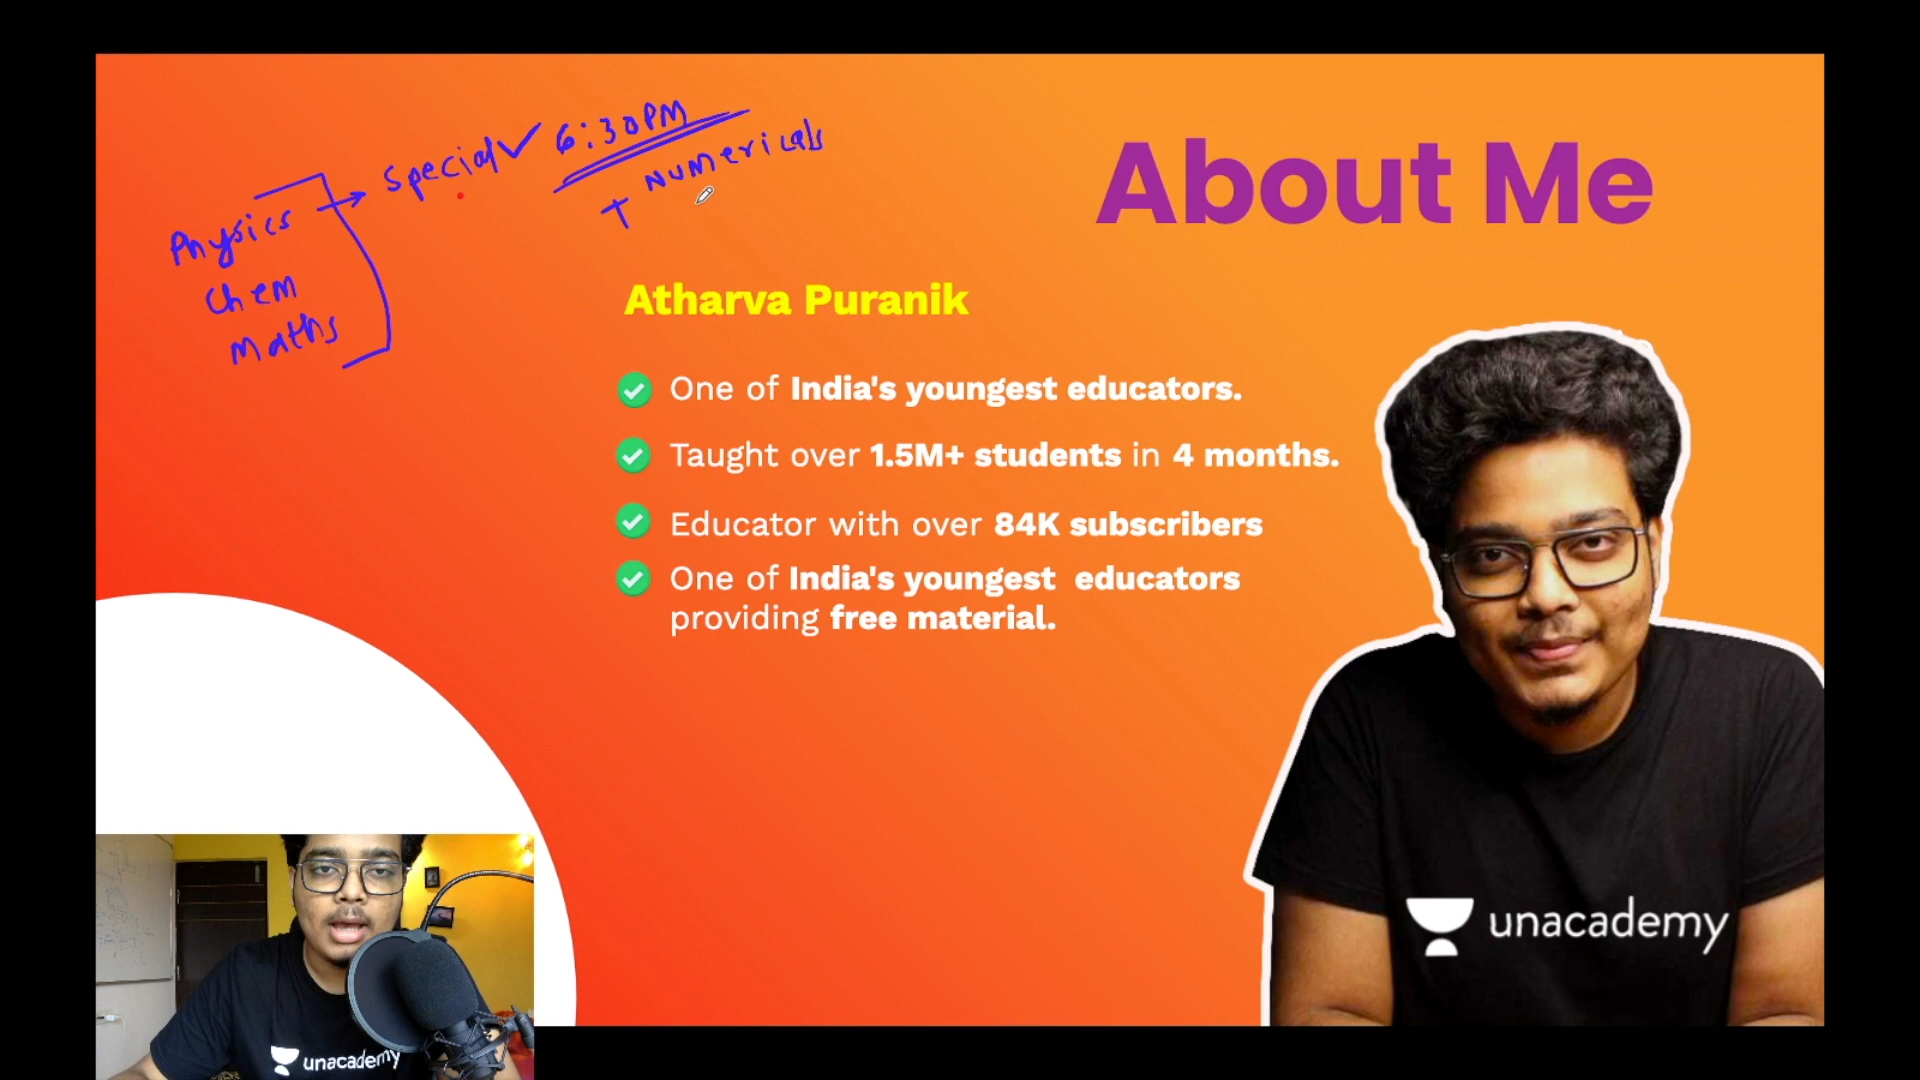 About Me
Special ✓ 6:30PM
+ Numericals
Physics
Chem
Maths
Atharva Puranik
One of India's youngest educators.
Taught over 1.5M+ students in 4 months.
Educator with over 84K subscribers
One of India's youngest educators
providing free material.
unacademy
unacademy